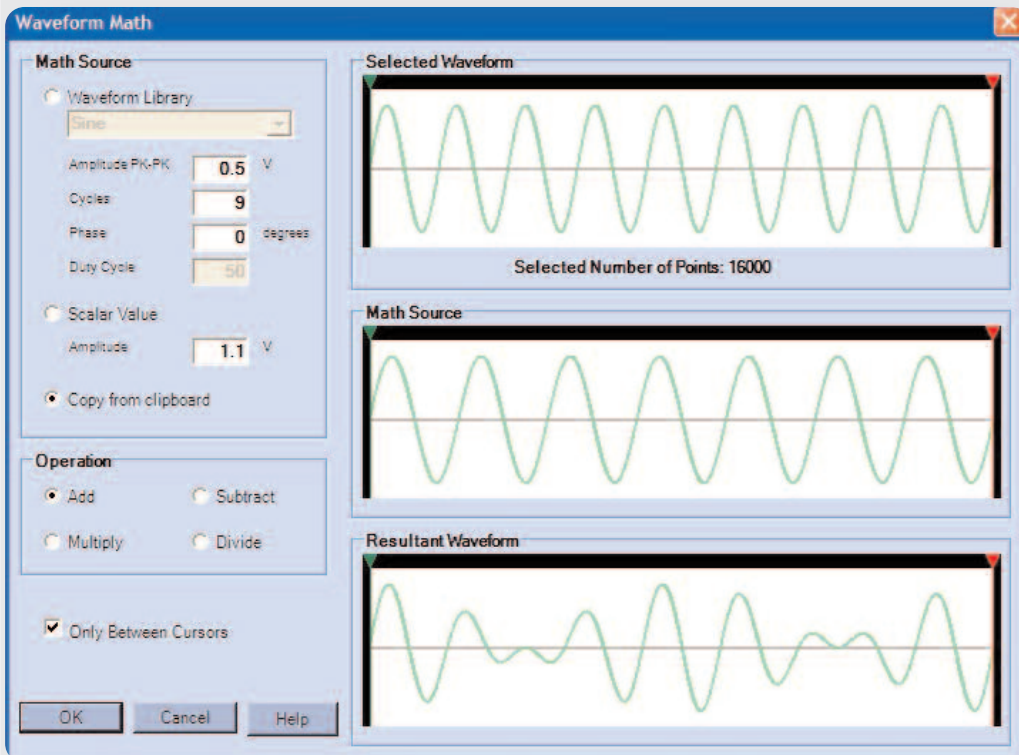 Waveform Math
Math Source
Waveform Library
Sine
Amplitude PK-PK 0.5 V
Cycles 9
Phase 0 degrees
Duty Cycle 50
Scalar Value
Amplitude 1.1 V
Copy from clipboard
Operation
Add Subtract
Multiply Divide
Only Between Cursors
OK Cancel Help
Selected Waveform
Selected Number of Points: 16000
Math Source
Resultant Waveform